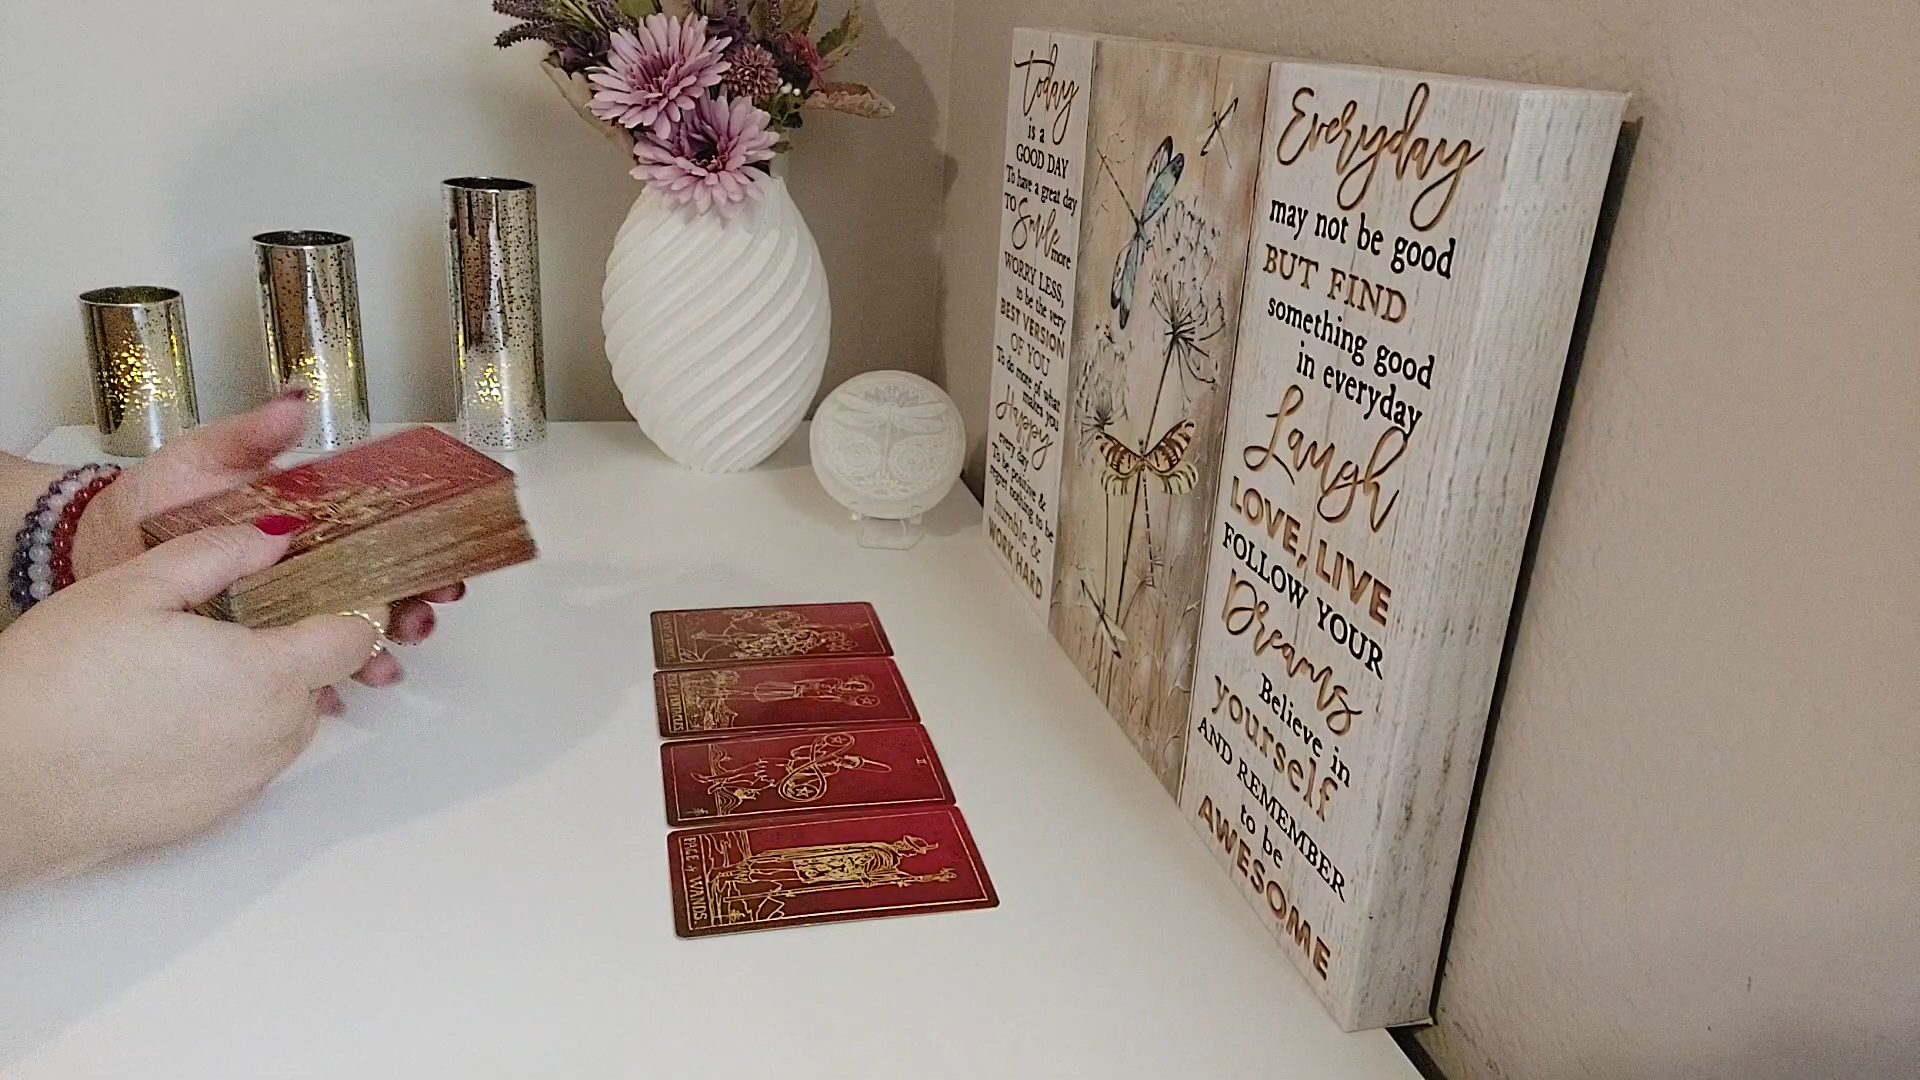 today
is a
GOOD DAY
To have a great day
TO Smile more
WORRY LESS,
to be the very
BEST VERSION
OF YOU
To do more of what
makes you
Happy
every day
To be positive &
regret nothing to be
humble &
WORK HARD
Everyday
may not be good
BUT FIND
something good
in everyday
Laugh
LOVE, LIVE
FOLLOW YOUR
Dreams
Believe in
yourself
AND REMEMBER
to be
AWESOME
II
PAGE of WANDS.